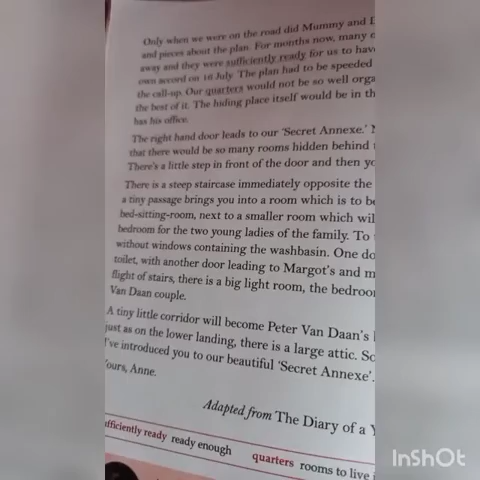 Only when we were on the road did Mummy and
and pieces about the plan. For months now, many
away and they were sufficiently ready for us to have
own accord on 16 July. The plan had to be speeded
the call-up. Our quarters would not be so well
the best of it. The hiding place itself would be in the
has his office.
The right hand door leads to our 'Secret Annexe.'
that there would be so many rooms hidden behind
There's a little step in front of the door and then
There is a steep staircase immediately opposite the
a tiny passage brings you into a room which is to
bed-sitting-room, next to a smaller room which
bedroom for the two young ladies of the family. To
without windows containing the washbasin. One
toilet, with another door leading to Margot's and
flight of stairs, there is a big light room, the
Van Daan couple.
A tiny little corridor will become Peter Van Daan's
just as on the lower landing, there is a large attic.
I've introduced you to our beautiful 'Secret Annexe'.
Yours, Anne.
Adapted from The Diary of a
sufficiently ready ready enough quarters rooms to live
InShOt